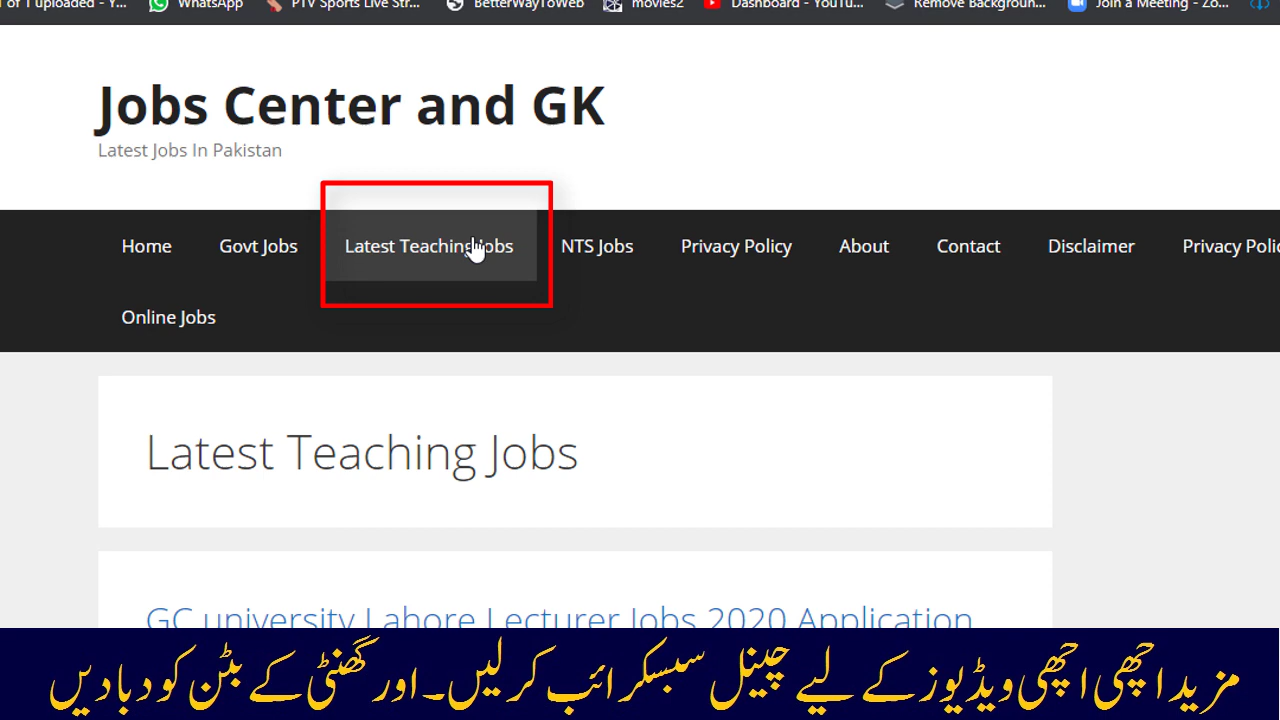 of 1 uploaded - Y... WhatsApp PTV Sports Live Str... BetterWayToWeb movies2 Dashboard - YouTu... Remove Backgroun... Join a Meeting - Zo...
Jobs Center and GK
Latest Jobs In Pakistan
Home Govt Jobs Latest Teaching Jobs NTS Jobs Privacy Policy About Contact Disclaimer Privacy Polic
Online Jobs
Latest Teaching Jobs
GC university Lahore Lecturer Jobs 2020 Application
مزید اچھی اچھی ویڈیوز کے لیے چینل سبسکرائب کرلیں۔ اور گھنٹی کے بٹن کو دبا دیں